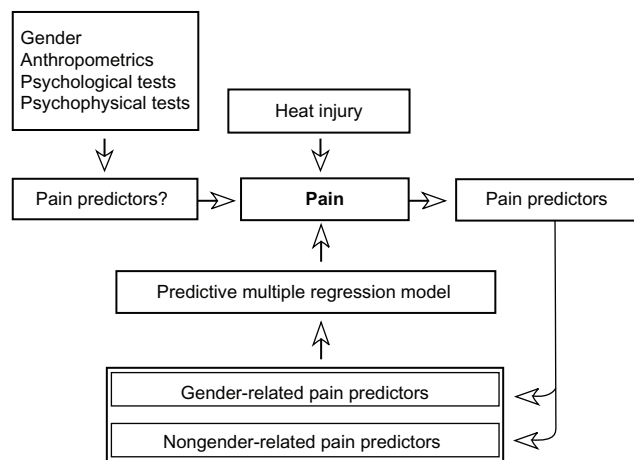 Gender
Anthropometrics
Psychological tests
Psychophysical tests
Heat injury
Pain predictors?
Pain
Pain predictors
Predictive multiple regression model
Gender-related pain predictors
Nongender-related pain predictors